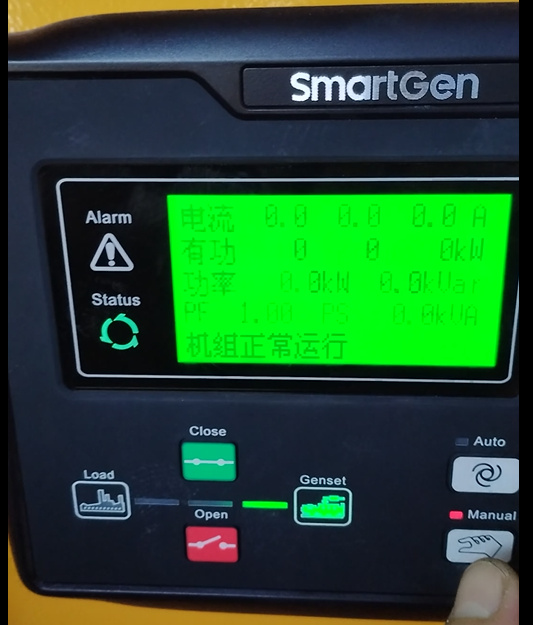 SmartGen
Alarm
Status
电流 0.0 0.0 0.0 A
有功 0 0 0kW
功率 0.0kW 0.0kVar
PF 1.00 PS 0.0kVA
机组正常运行
Close
Auto
Load
Genset
Open
Manual